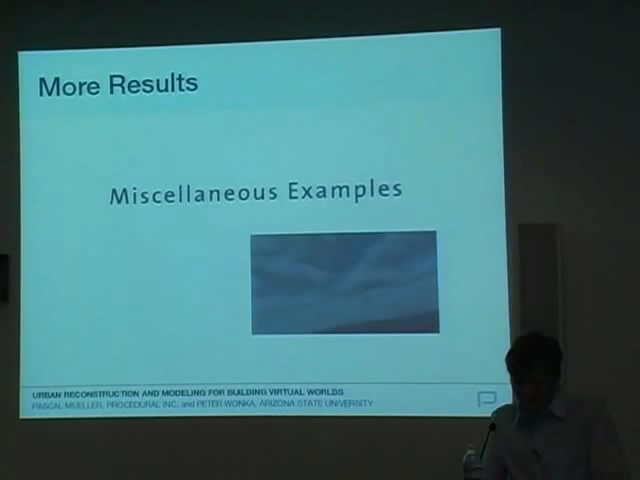 More Results
Miscellaneous Examples
URBAN RECONSTRUCTION AND MODELING FOR BUILDING VIRTUAL WORLDS
PASCAL MUELLER, PROCEDURAL INC. and PETER WONKA, ARIZONA STATE UNIVERSITY